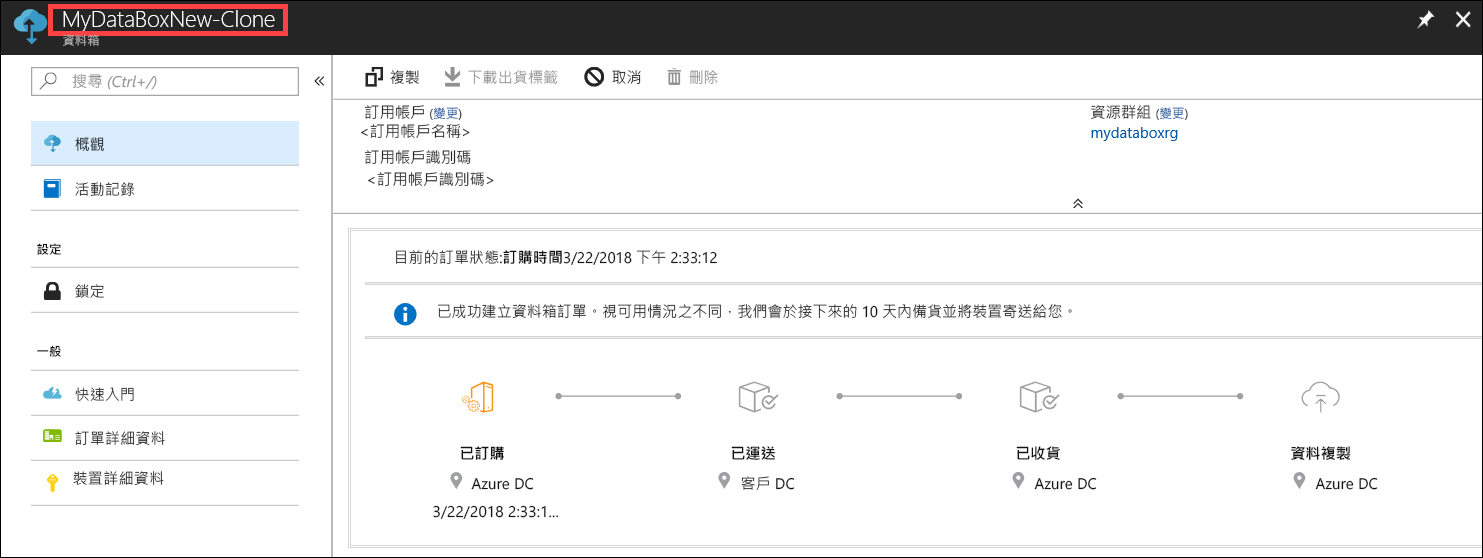 MyDataBoxNew-Clone
資料箱
搜尋 (Ctrl+/)
«
概觀
活動記錄
設定
鎖定
一般
快速入門
訂單詳細資料
裝置詳細資料
複製 下載出貨標籤 取消 刪除
訂用帳戶 (變更)
<訂用帳戶名稱>
訂用帳戶識別碼
<訂用帳戶識別碼>
資源群組 (變更)
mydataboxrg
目前的訂單狀態:訂購時間3/22/2018 下午 2:33:12
已成功建立資料箱訂單。視可用情況之不同，我們會於接下來的 10 天內備貨並將裝置寄送給您。
已訂購 已運送 已收貨 資料複製
Azure DC 客戶 DC Azure DC Azure DC
3/22/2018 2:33:1...